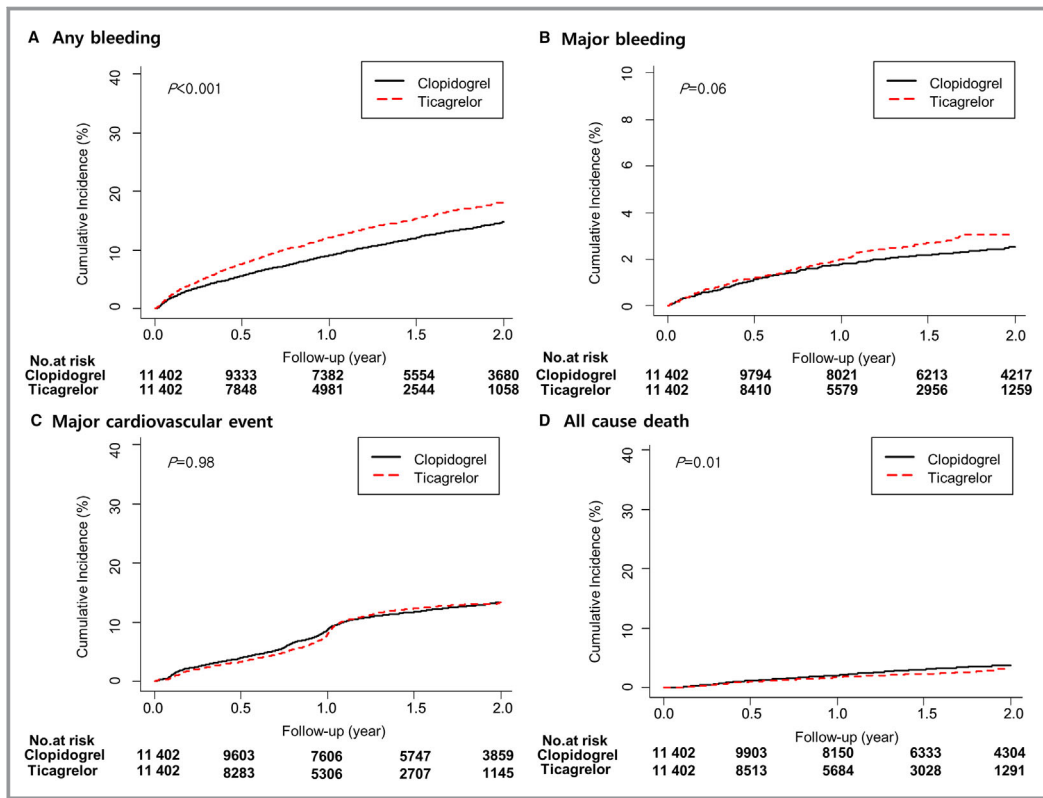 A Any bleeding
P<0.001
Clopidogrel
Ticagrelor
Cumulative Incidence (%)
40
30
20
10
0
0.0 0.5 1.0 1.5 2.0
Follow-up (year)
No.at risk
Clopidogrel 11 402 9333 7382 5554 3680
Ticagrelor 11 402 7848 4981 2544 1058
B Major bleeding
P=0.06
Clopidogrel
Ticagrelor
Cumulative Incidence (%)
10
8
6
4
2
0
0.0 0.5 1.0 1.5 2.0
Follow-up (year)
No.at risk
Clopidogrel 11 402 9794 8021 6213 4217
Ticagrelor 11 402 8410 5579 2956 1259
C Major cardiovascular event
P=0.98
Clopidogrel
Ticagrelor
Cumulative Incidence (%)
40
30
20
10
0
0.0 0.5 1.0 1.5 2.0
Follow-up (year)
No.at risk
Clopidogrel 11 402 9603 7606 5747 3859
Ticagrelor 11 402 8283 5306 2707 1145
D All cause death
P=0.01
Clopidogrel
Ticagrelor
Cumulative Incidence (%)
40
30
20
10
0
0.0 0.5 1.0 1.5 2.0
Follow-up (year)
No.at risk
Clopidogrel 11 402 9903 8150 6333 4304
Ticagrelor 11 402 8513 5684 3028 1291